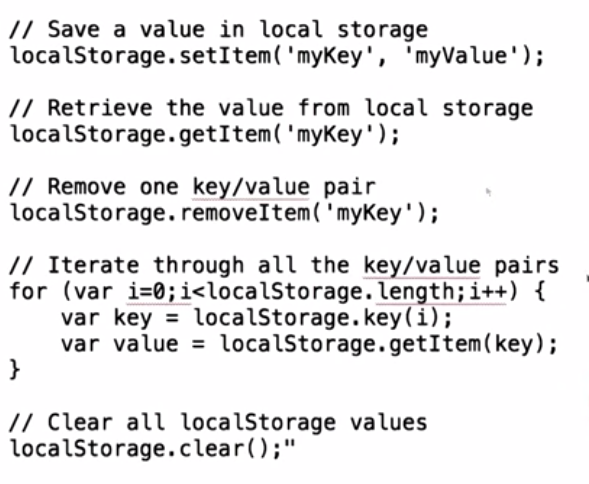 // Save a value in local storage
localStorage.setItem('myKey', 'myValue');
// Retrieve the value from local storage
localStorage.getItem('myKey');
// Remove one key/value pair
localStorage.removeItem('myKey');
// Iterate through all the key/value pairs
for (var i=0;i<localStorage.length;i++) {
    var key = localStorage.key(i);
    var value = localStorage.getItem(key);
}
// Clear all localStorage values
localStorage.clear();"